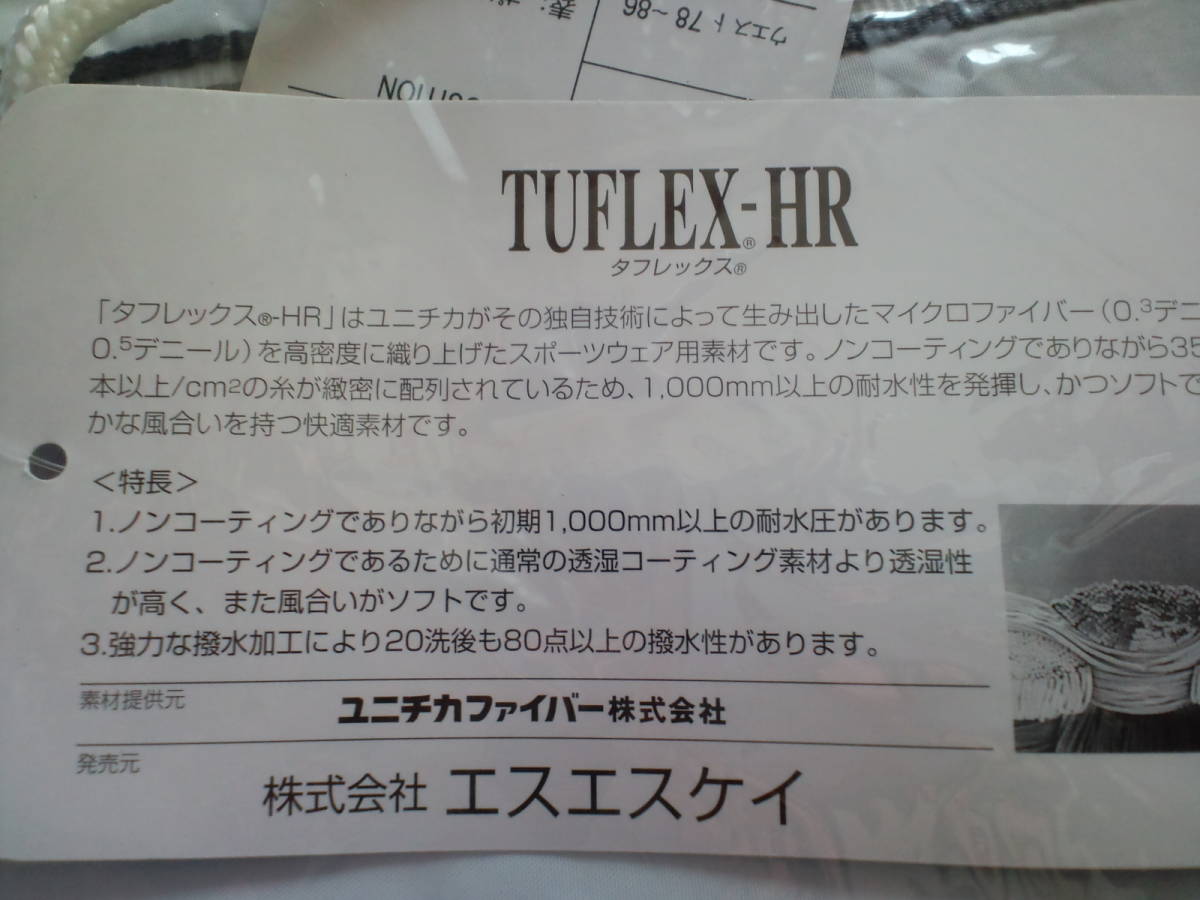 ウエスト 78～86
表:
TUFLEX®-HR
タフレックス®
「タフレックス®-HR」はユニチカがその独自技術によって生み出したマイクロファイバー（0.3デニ
0.5デニール）を高密度に織り上げたスポーツウェア用素材です。ノンコーティングでありながら35
本以上/cm2の糸が緻密に配列されているため、1,000mm以上の耐水性を発揮し、かつソフトで
かな風合いを持つ快適素材です。
＜特長＞
1.ノンコーティングでありながら初期1,000mm以上の耐水圧があります。
2.ノンコーティングであるために通常の透湿コーティング素材より透湿性
が高く、また風合いがソフトです。
3.強力な撥水加工により20洗後も80点以上の撥水性があります。
素材提供元
ユニチカファイバー株式会社
発売元
株式会社 エスエスケイ